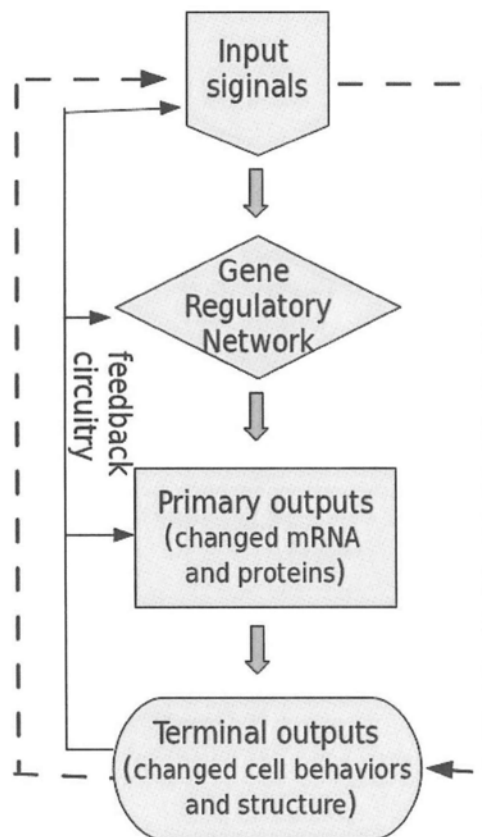 Input
siginals
Gene
Regulatory
Network
feedback
circuitry
Primary outputs
(changed mRNA
and proteins)
Terminal outputs
(changed cell behaviors
and structure)